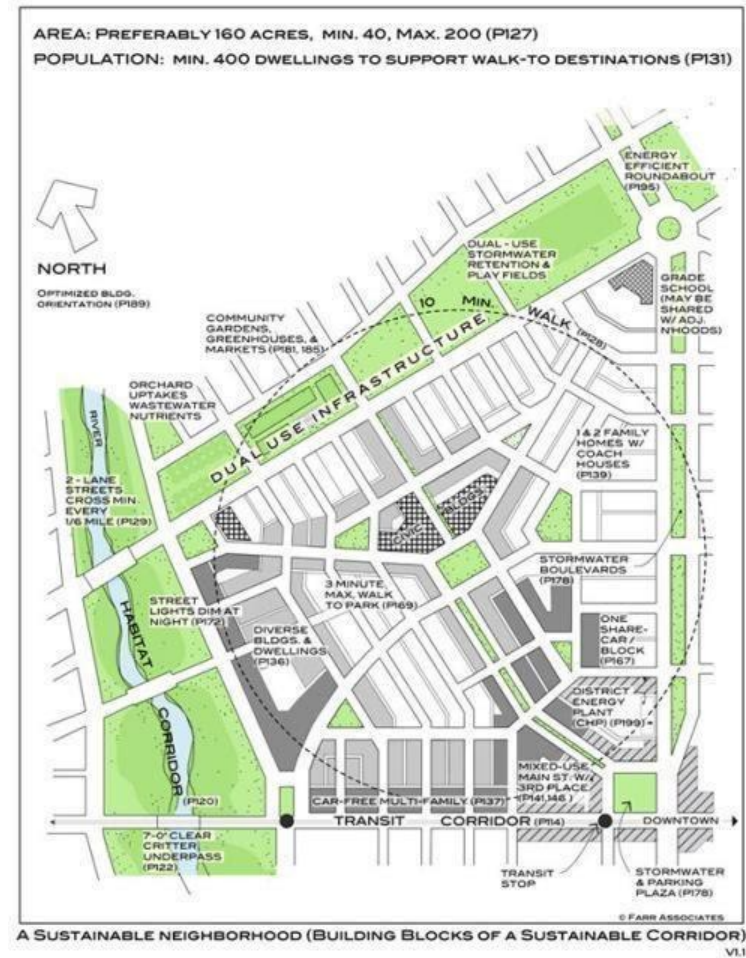 AREA: PREFERABLY 160 ACRES, MIN. 40, MAX. 200 (P127)
POPULATION: MIN. 400 DWELLINGS TO SUPPORT WALK-TO DESTINATIONS (P131)
ENERGY
EFFICIENT
ROUNDABOUT
(P195)
NORTH
OPTIMIZED BLDG.
ORIENTATION (P189)
DUAL - USE
STORMWATER
RETENTION &
PLAY FIELDS
GRADE
SCHOOL
(MAY BE
SHARED
W/ ADJ.
N'HOODS)
10 MIN. WALK (P128)
COMMUNITY
GARDENS,
GREENHOUSES, &
MARKETS (P181, 185)
DUAL USE INFRASTRUCTURE
ORCHARD
UPTAKES
WASTEWATER
NUTRIENTS
RIVER
1 & 2 FAMILY
HOMES W/
COACH
HOUSES
(P139)
2 - LANE
STREETS
CROSS MIN.
EVERY
1/6 MILE (P129)
CIVIC BLDGS.
STORMWATER
BOULEVARDS
(P176)
3 MINUTE
MAX. WALK
TO PARK (P169)
STREET
LIGHTS DIM AT
NIGHT (P172)
HABITAT CORRIDOR
(P120)
DIVERSE
BLDGS. &
DWELLINGS
(P136)
ONE
SHARE-
CAR /
BLOCK
(P167)
DISTRICT
ENERGY
PLANT
(CHP) (P199)
MIXED-USE
MAIN ST. W/
3RD PLACE
(P141,146)
CAR-FREE MULTI-FAMILY (P137)
TRANSIT CORRIDOR (P114)
DOWNTOWN
7'-0" CLEAR
CRITTER
UNDERPASS
(P122)
TRANSIT
STOP
STORMWATER
& PARKING
PLAZA (P178)
© FARR ASSOCIATES
A SUSTAINABLE NEIGHBORHOOD (BUILDING BLOCKS OF A SUSTAINABLE CORRIDOR)
V1.1